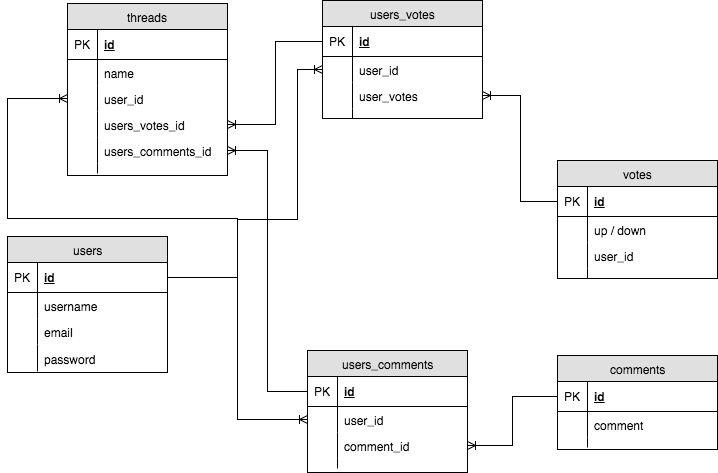 threads
PK id
name
user_id
users_votes_id
users_comments_id
users_votes
PK id
user_id
user_votes
votes
PK id
up / down
user_id
users
PK id
username
email
password
users_comments
PK id
user_id
comment_id
comments
PK id
comment